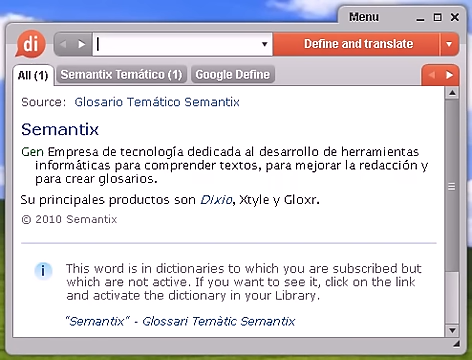 Menu
di
Define and translate
All (1)
Semantix Temático (1)
Google Define
Source: Glosario Temático Semantix
Semantix
Gen Empresa de tecnología dedicada al desarrollo de herramientas
informáticas para comprender textos, para mejorar la redacción y
para crear glosarios.
Su principales productos son Dixio, Xtyle y Gloxr.
© 2010 Semantix
This word is in dictionaries to which you are subscribed but
which are not active. If you want to see it, click on the link
and activate the dictionary in your Library.
"Semantix" - Glossari Temàtic Semantix